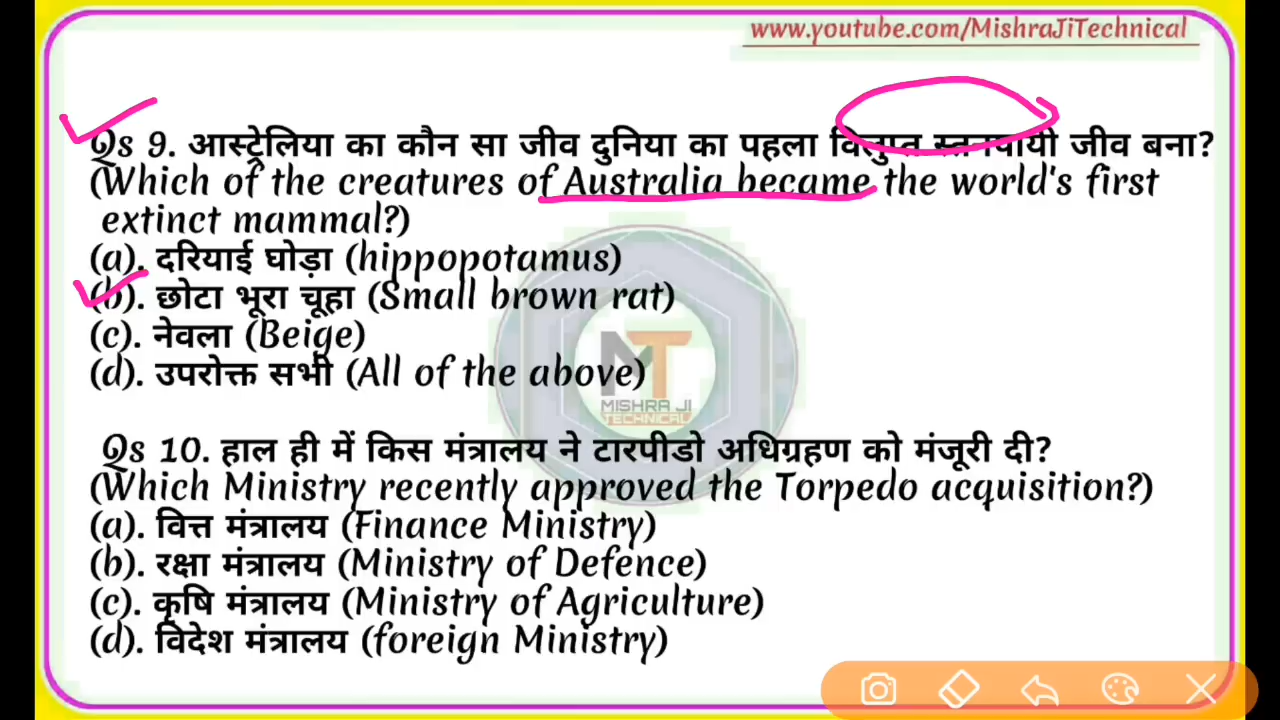 www.youtube.com/MishraJiTechnical
Qs 9. आस्ट्रेलिया का कौन सा जीव दुनिया का पहला विलुप्त स्तनपायी जीव बना?
(Which of the creatures of Australia became the world's first
extinct mammal?)
(a). दरियाई घोड़ा (hippopotamus)
(b). छोटा भूरा चूहा (Small brown rat)
(c). नेवला (Beige)
(d). उपरोक्त सभी (All of the above)
MT
MISHRA JI
TECHNICAL
Qs 10. हाल ही में किस मंत्रालय ने टारपीडो अधिग्रहण को मंजूरी दी?
(Which Ministry recently approved the Torpedo acquisition?)
(a). वित्त मंत्रालय (Finance Ministry)
(b). रक्षा मंत्रालय (Ministry of Defence)
(c). कृषि मंत्रालय (Ministry of Agriculture)
(d). विदेश मंत्रालय (foreign Ministry)